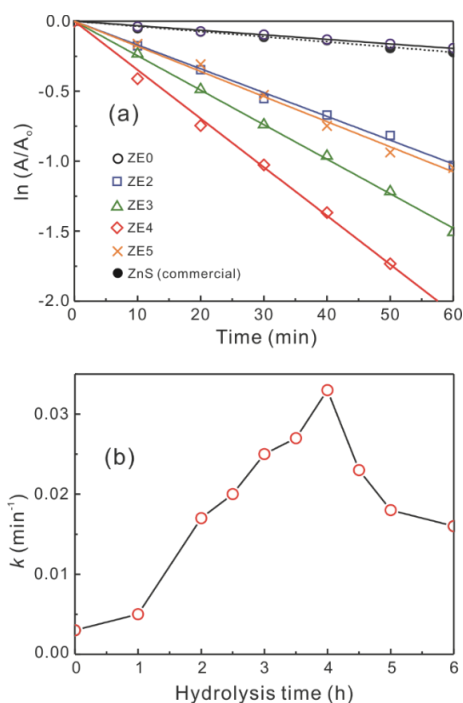 0.0
-0.5
-1.0
-1.5
-2.0
ln (A/Aₒ)
(a)
ZE0
ZE2
ZE3
ZE4
ZE5
ZnS (commercial)
0 10 20 30 40 50 60
Time (min)
0.03
0.02
0.01
0.00
k (min⁻¹)
(b)
0 1 2 3 4 5 6
Hydrolysis time (h)